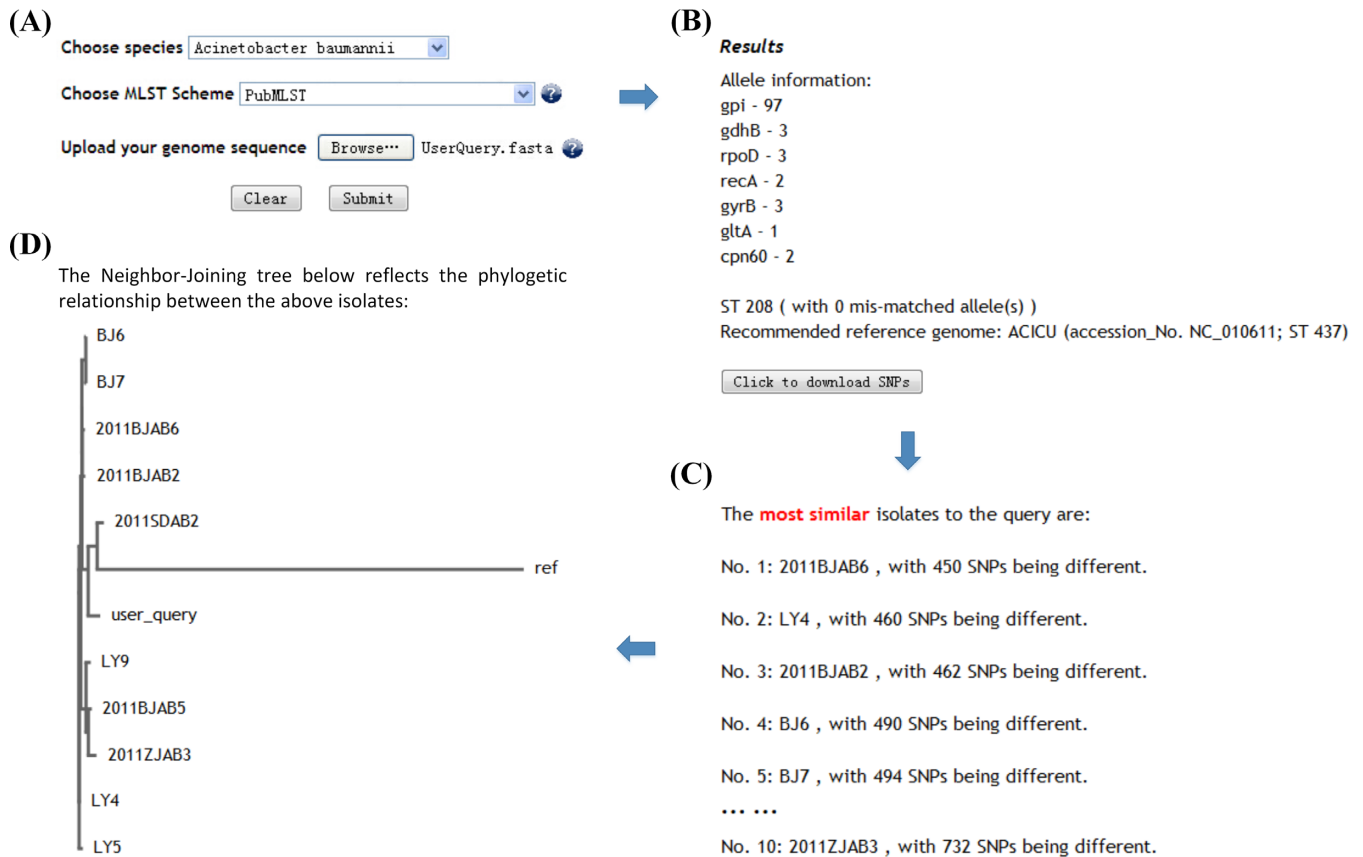 (A)
Choose species Acinetobacter baumannii
Choose MLST Scheme PubMLST ?
Upload your genome sequence Browse… UserQuery.fasta ?
Clear Submit
(B)
Results
Allele information:
gpi - 97
gdhB - 3
rpoD - 3
recA - 2
gyrB - 3
gltA - 1
cpn60 - 2
ST 208 ( with 0 mis-matched allele(s) )
Recommended reference genome: ACICU (accession_No. NC_010611; ST 437)
Click to download SNPs
(C)
The most similar isolates to the query are:
No. 1: 2011BJAB6 , with 450 SNPs being different.
No. 2: LY4 , with 460 SNPs being different.
No. 3: 2011BJAB2 , with 462 SNPs being different.
No. 4: BJ6 , with 490 SNPs being different.
No. 5: BJ7 , with 494 SNPs being different.
... ...
No. 10: 2011ZJAB3 , with 732 SNPs being different.
(D)
The Neighbor-Joining tree below reflects the phylogetic
relationship between the above isolates:
BJ6
BJ7
2011BJAB6
2011BJAB2
2011SDAB2
ref
user_query
LY9
2011BJAB5
2011ZJAB3
LY4
LY5